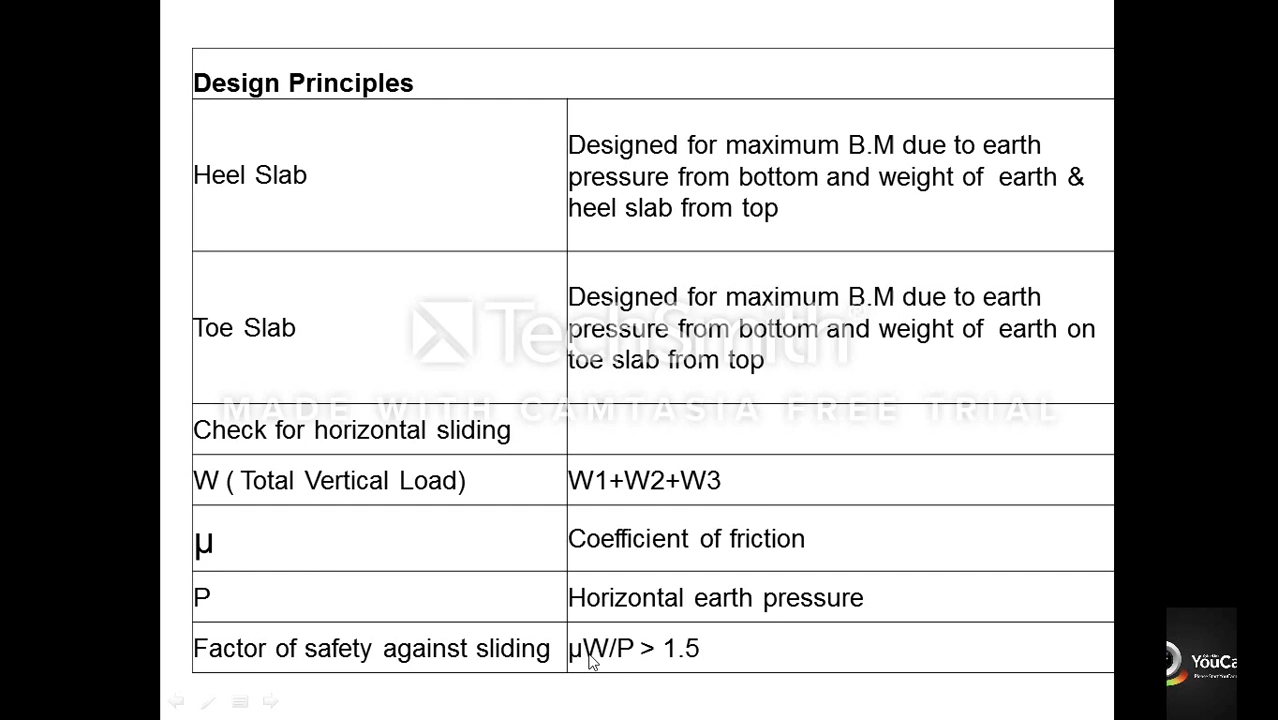 Design Principles
Heel Slab
Designed for maximum B.M due to earth
pressure from bottom and weight of earth &
heel slab from top
Toe Slab
Designed for maximum B.M due to earth
pressure from bottom and weight of earth on
toe slab from top
TechSmith
MADE WITH CAMTASIA FREE TRIAL
Check for horizontal sliding
W ( Total Vertical Load)
W1+W2+W3
µ
Coefficient of friction
P
Horizontal earth pressure
Factor of safety against sliding
µW/P > 1.5
YouCa